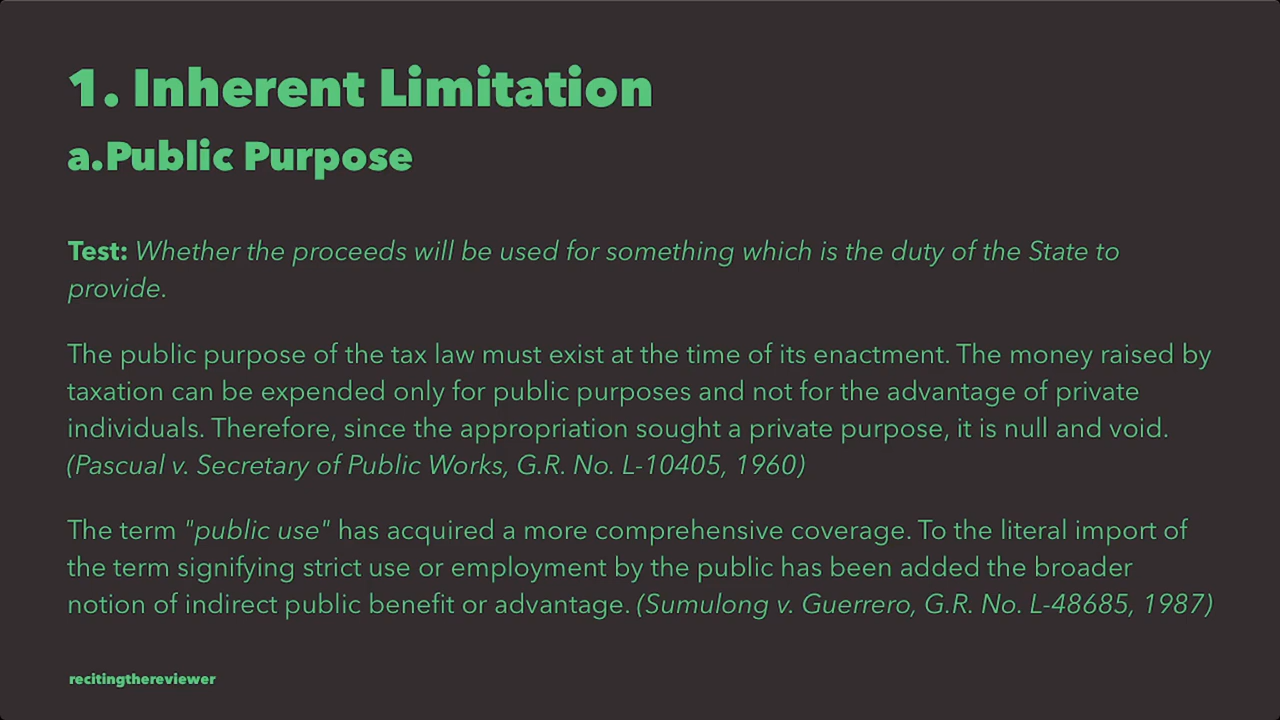 1. Inherent Limitation
a.Public Purpose
Test: Whether the proceeds will be used for something which is the duty of the State to
provide.
The public purpose of the tax law must exist at the time of its enactment. The money raised by
taxation can be expended only for public purposes and not for the advantage of private
individuals. Therefore, since the appropriation sought a private purpose, it is null and void.
(Pascual v. Secretary of Public Works, G.R. No. L-10405, 1960)
The term "public use" has acquired a more comprehensive coverage. To the literal import of
the term signifying strict use or employment by the public has been added the broader
notion of indirect public benefit or advantage. (Sumulong v. Guerrero, G.R. No. L-48685, 1987)
recitingthereviewer